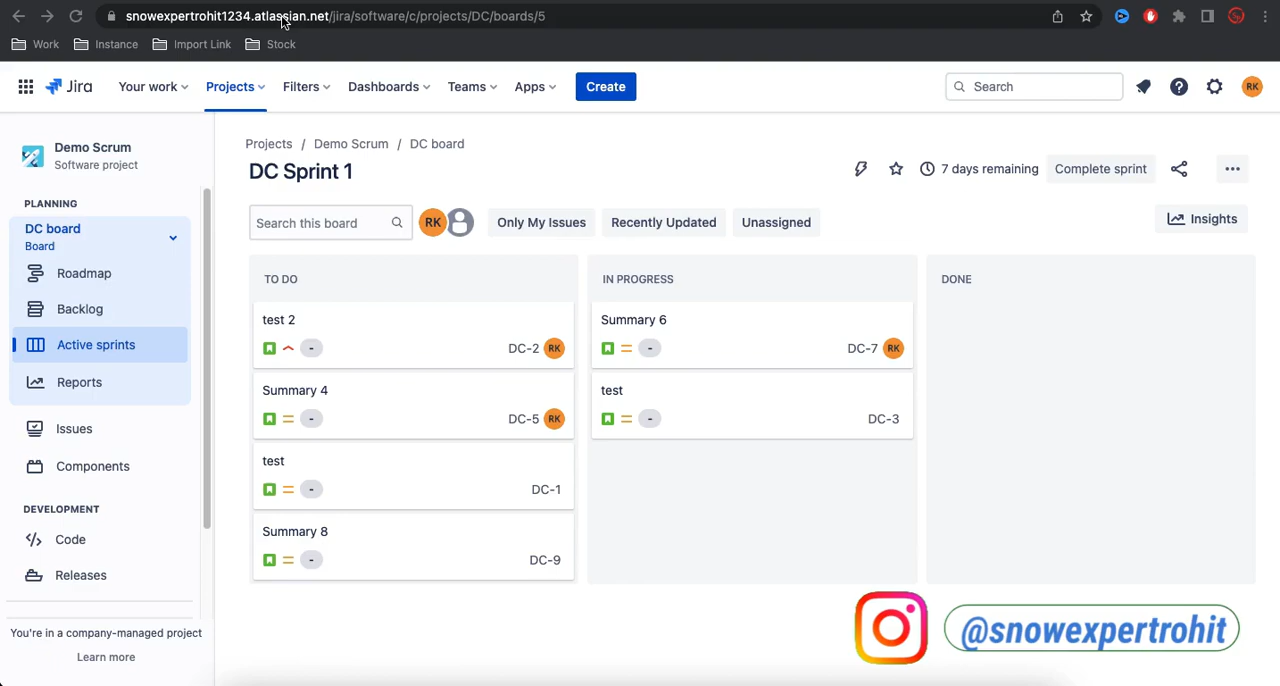 snowexpertrohit1234.atlassian.net/jira/software/c/projects/DC/boards/5
Work Instance Import Link Stock
Jira Your work Projects Filters Dashboards Teams Apps Create Search RK
Demo Scrum
Software project
PLANNING
DC board
Board
Roadmap
Backlog
Active sprints
Reports
Issues
Components
DEVELOPMENT
Code
Releases
You're in a company-managed project
Learn more
Projects / Demo Scrum / DC board
DC Sprint 1
7 days remaining Complete sprint
Search this board RK Only My Issues Recently Updated Unassigned Insights
TO DO
test 2
- DC-2 RK
Summary 4
- DC-5 RK
test
- DC-1
Summary 8
- DC-9
IN PROGRESS
Summary 6
- DC-7 RK
test
- DC-3
DONE
@snowexpertrohit